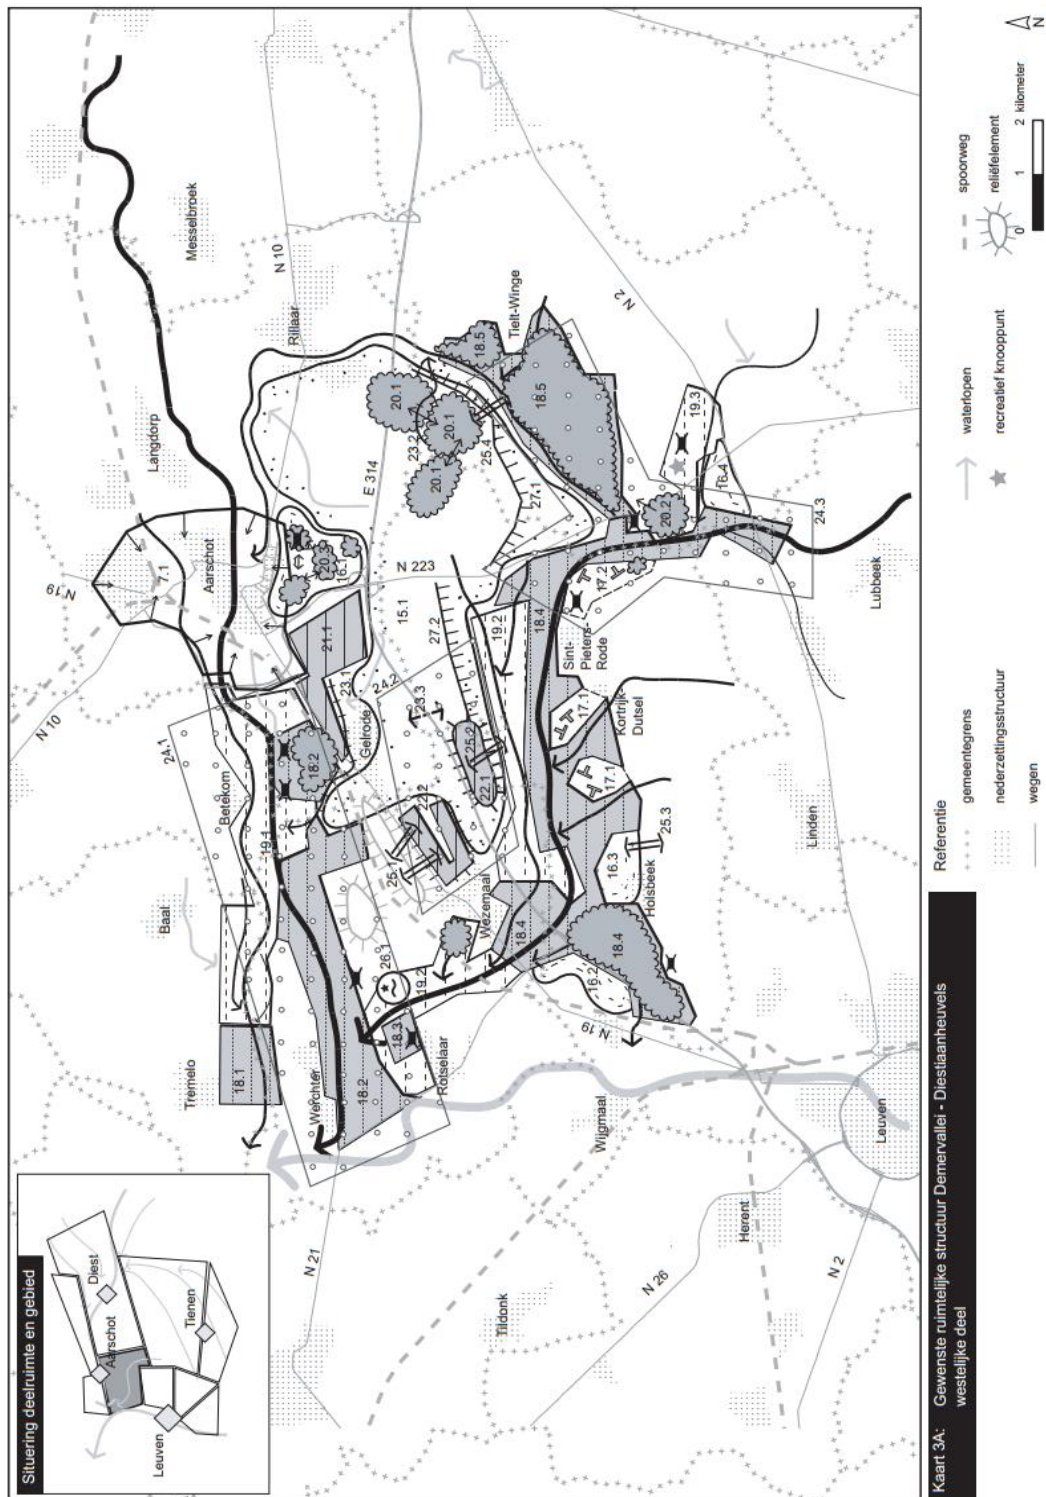 Situering deelruimte en gebied
Diest
Aarschot
Tienen
Leuven
Messelbroek
Langdorp
Rillaar
N 10
N 19
7.1
Aarschot
E 314
N 10
N 223
Tielt-Winge
N 2
18.5
18.5
20.1
20.1
20.1
23.2
25.4
27.1
20.3
16.1
15.1
21.1
23.1
24.2
24.1
Gelrode
Betekom
18.2
19.1
Baal
Tremelo
18.1
Werchter
18.2
18.3
Rotselaar
26.1
19.2
Wezemaal
25.1
22.2
22.1
25.2
23.3
27.2
19.2
18.4
18.4
18.4
Sint-
Pieters-
Rode
17.2
17.1
17.1
Kortrijk-
Dutsel
16.3
25.3
Holsbeek
16.2
N 19
20.2
19.3
16.4
24.3
Lubbeek
Linden
Wijgmaal
Leuven
Herent
N 2
N 26
N 21
Tildonk
Kaart 3A: Gewenste ruimtelijke structuur Demervallei - Diestiaanheuvels
westelijke deel
Referentie
gemeentegrens
nederzettingsstructuur
wegen
waterlopen
recreatief knooppunt
spoorweg
reliëfelement
0 1 2 kilometer
N